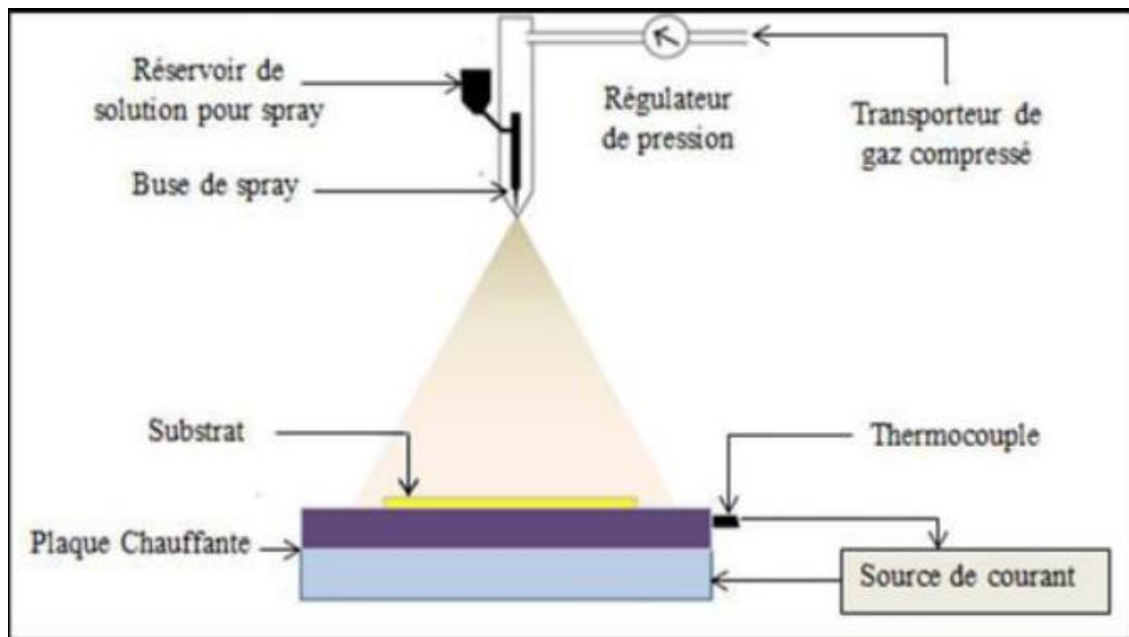 Réservoir de
solution pour spray
Buse de spray
Régulateur
de pression
Transporteur de
gaz compressé
Substrat
Thermocouple
Plaque Chauffante
Source de courant